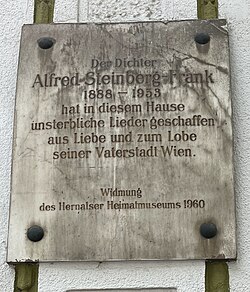 Der Dichter
Alfred Steinberg-Frank
1888 – 1953
hat in diesem Hause
unsterbliche Lieder geschaffen
aus Liebe und zum Lobe
seiner Vaterstadt Wien.
Widmung
des Hernalser Heimatmuseums 1960